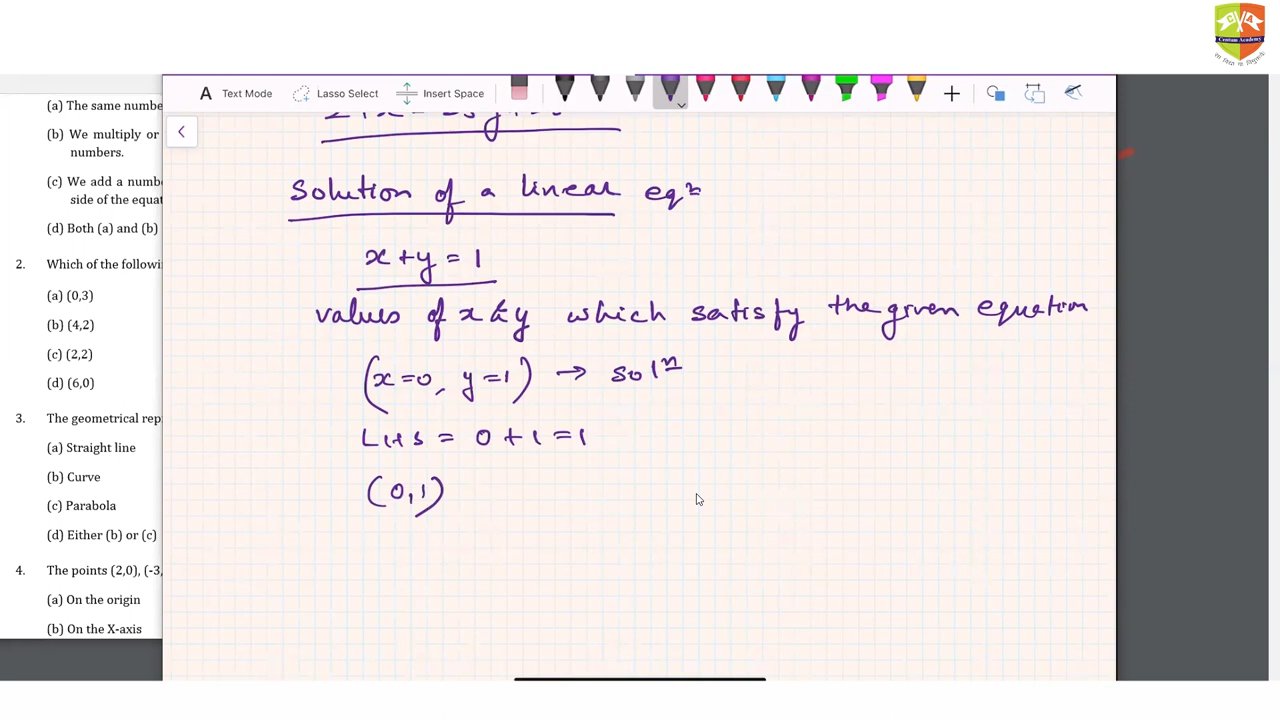 Centum Academy
A Text Mode Lasso Select Insert Space
(a) The same numbe
(b) We multiply or
numbers.
(c) We add a numb
side of the equat
(d) Both (a) and (b)
2. Which of the followi
(a) (0,3)
(b) (4,2)
(c) (2,2)
(d) (6,0)
3. The geometrical rep
(a) Straight line
(b) Curve
(c) Parabola
(d) Either (b) or (c)
4. The points (2,0), (-3,
(a) On the origin
(b) On the X-axis
Solution of a linear eqⁿ
x + y = 1
values of x & y which satisfy the given equation
(x = 0, y = 1) → solⁿ
LHS = 0 + 1 = 1
(0, 1)